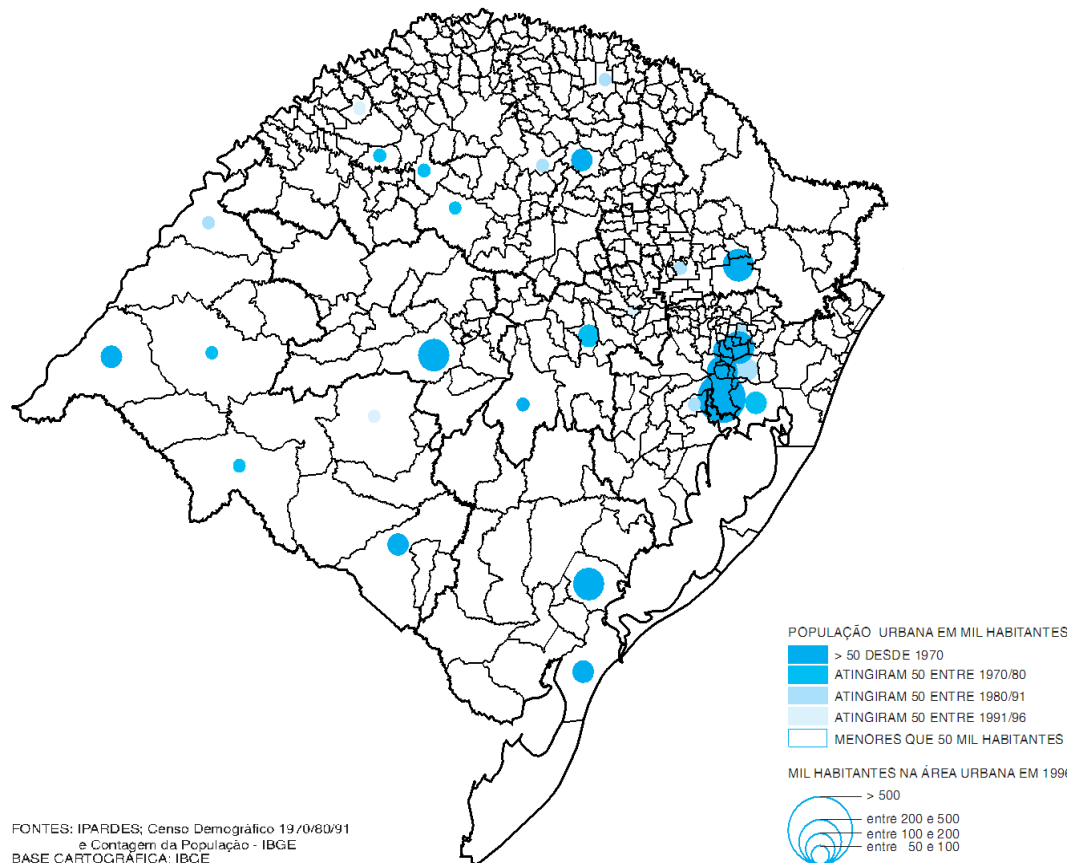 POPULAÇÃO URBANA EM MIL HABITANTES
> 50 DESDE 1970
ATINGIRAM 50 ENTRE 1970/80
ATINGIRAM 50 ENTRE 1980/91
ATINGIRAM 50 ENTRE 1991/96
MENORES QUE 50 MIL HABITANTES
MIL HABITANTES NA ÁREA URBANA EM 1996
> 500
entre 200 e 500
entre 100 e 200
entre 50 e 100
FONTES: IPARDES; Censo Demográfico 1970/80/91
e Contagem da População - IBGE
BASE CARTOGRÁFICA: IBGE